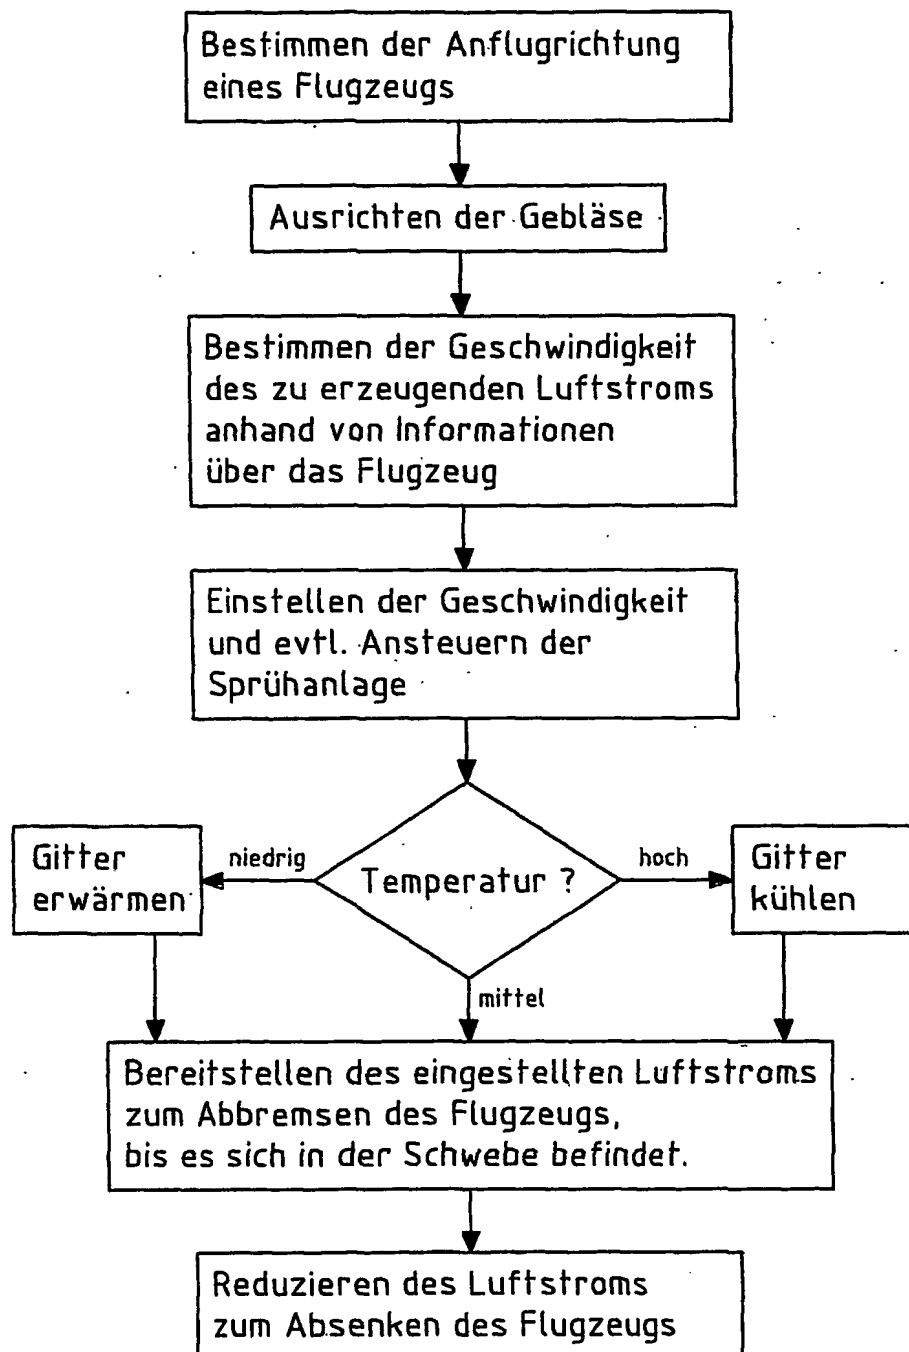 Bestimmen der Anflugrichtung
eines Flugzeugs
Ausrichten der Gebläse
Bestimmen der Geschwindigkeit
des zu erzeugenden Luftstroms
anhand von Informationen
über das Flugzeug
Einstellen der Geschwindigkeit
und evtl. Ansteuern der
Sprühanlage
Temperatur ?
niedrig
Gitter
erwärmen
hoch
Gitter
kühlen
mittel
Bereitstellen des eingestellten Luftstroms
zum Abbremsen des Flugzeugs,
bis es sich in der Schwebe befindet.
Reduzieren des Luftstroms
zum Absenken des Flugzeugs